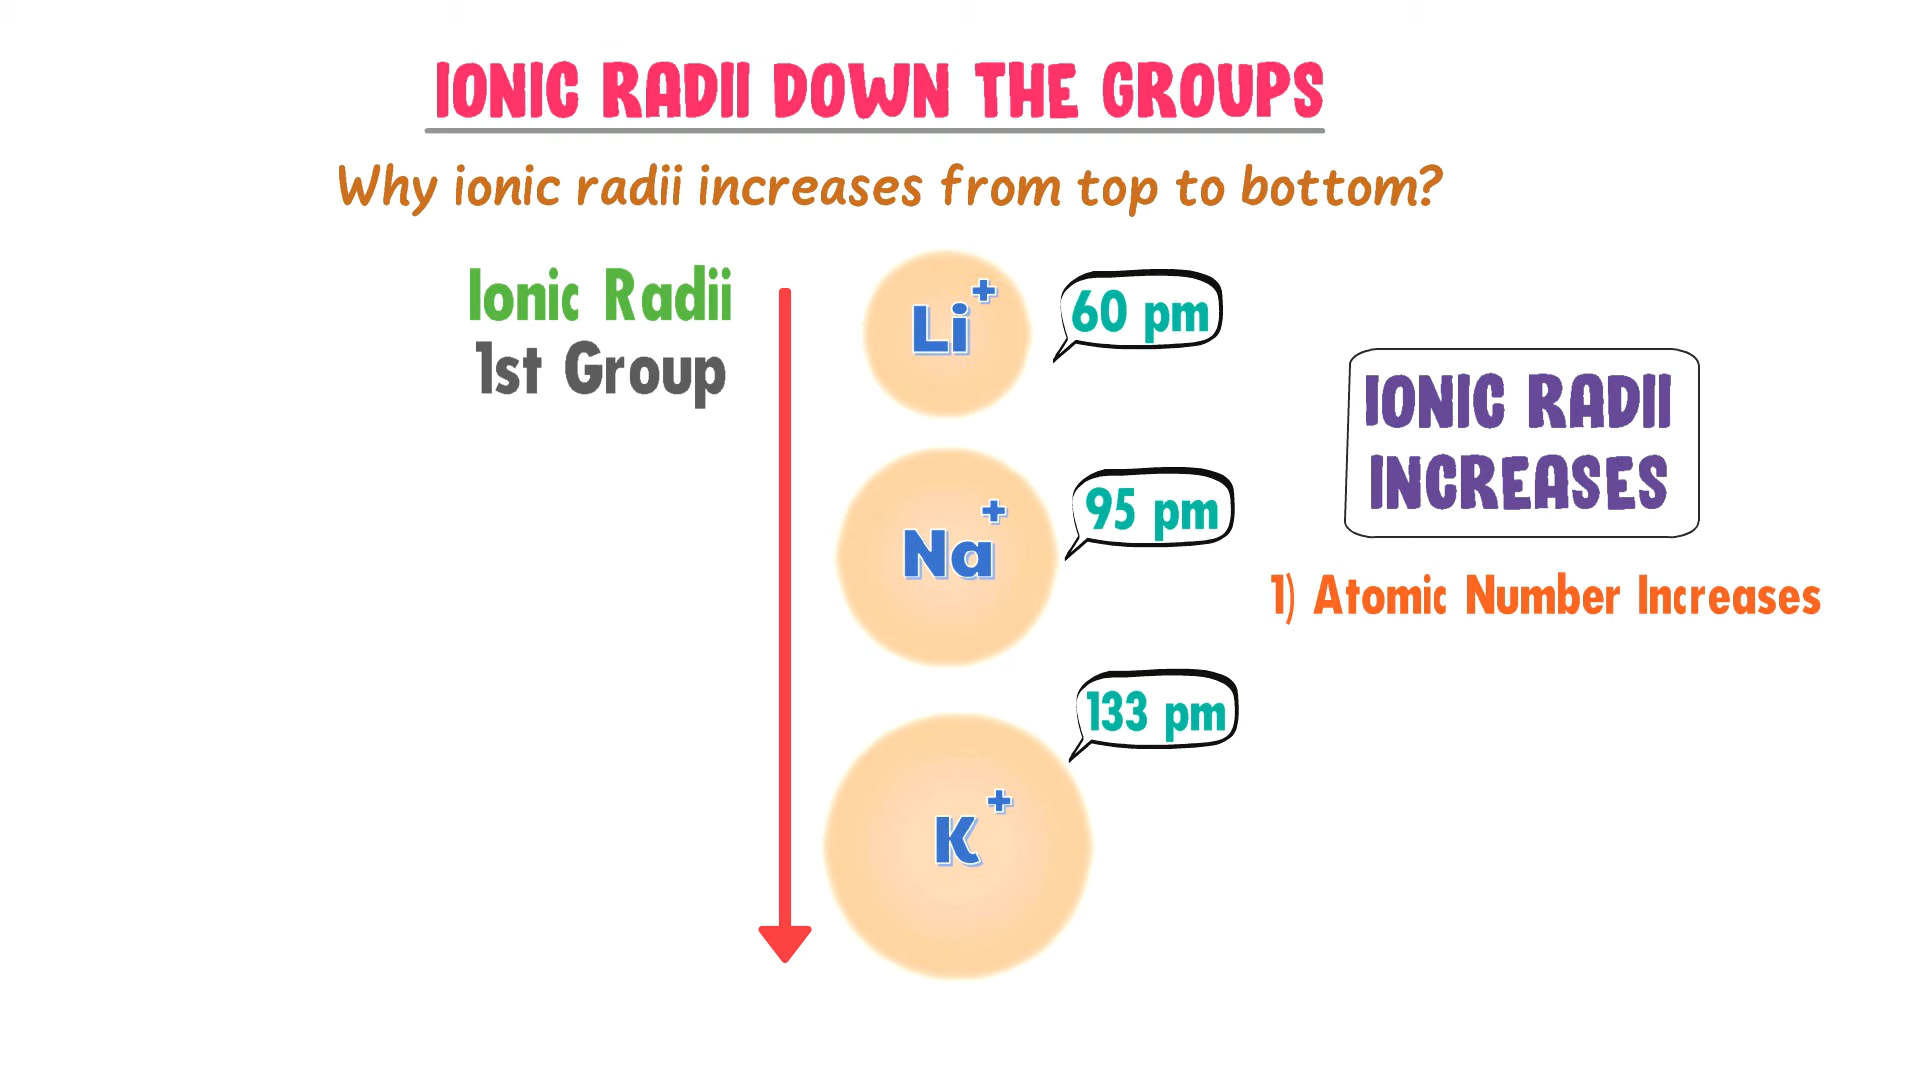 IONIC RADII DOWN THE GROUPS
Why ionic radii increases from top to bottom?
Ionic Radii
1st Group
Li+
60 pm
Na+
95 pm
K+
133 pm
IONIC RADII
INCREASES
1) Atomic Number Increases